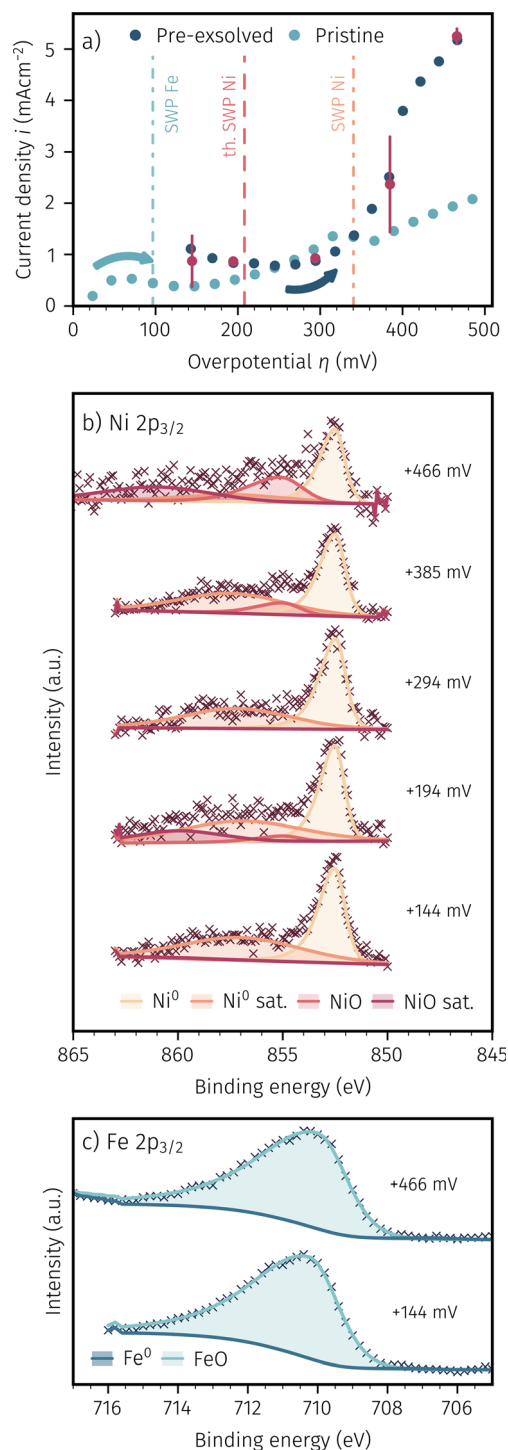 a)
Pre-exsolved
Pristine
SWP Fe
th. SWP Ni
SWP Ni
Current density i (mAcm⁻²)
5
4
3
2
1
0
0 100 200 300 400 500
Overpotential η (mV)
b) Ni 2p₃/₂
+466 mV
+385 mV
+294 mV
+194 mV
+144 mV
Intensity (a.u.)
Ni⁰ Ni⁰ sat. NiO NiO sat.
865 860 855 850 845
Binding energy (eV)
c) Fe 2p₃/₂
+466 mV
+144 mV
Intensity (a.u.)
Fe⁰ FeO
716 714 712 710 708 706
Binding energy (eV)